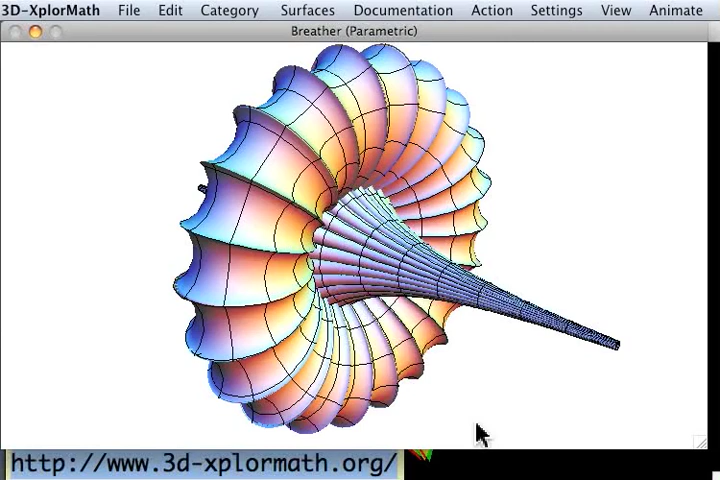 3D-XplorMath File Edit Category Surfaces Documentation Action Settings View Animate
Breather (Parametric)
http://www.3d-xplormath.org/